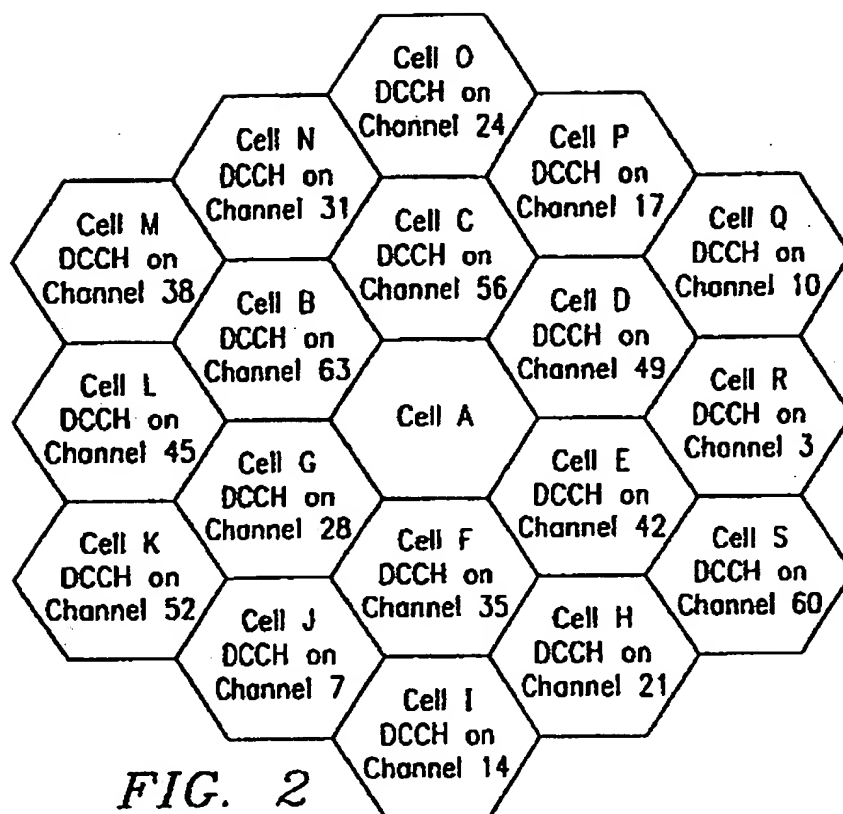 Cell O
DCCH on
Channel 24
Cell N
DCCH on
Channel 31
Cell P
DCCH on
Channel 17
Cell M
DCCH on
Channel 38
Cell C
DCCH on
Channel 56
Cell Q
DCCH on
Channel 10
Cell B
DCCH on
Channel 63
Cell D
DCCH on
Channel 49
Cell L
DCCH on
Channel 45
Cell A
Cell R
DCCH on
Channel 3
Cell G
DCCH on
Channel 28
Cell E
DCCH on
Channel 42
Cell K
DCCH on
Channel 52
Cell F
DCCH on
Channel 35
Cell S
DCCH on
Channel 60
Cell J
DCCH on
Channel 7
Cell H
DCCH on
Channel 21
Cell I
DCCH on
Channel 14
FIG. 2